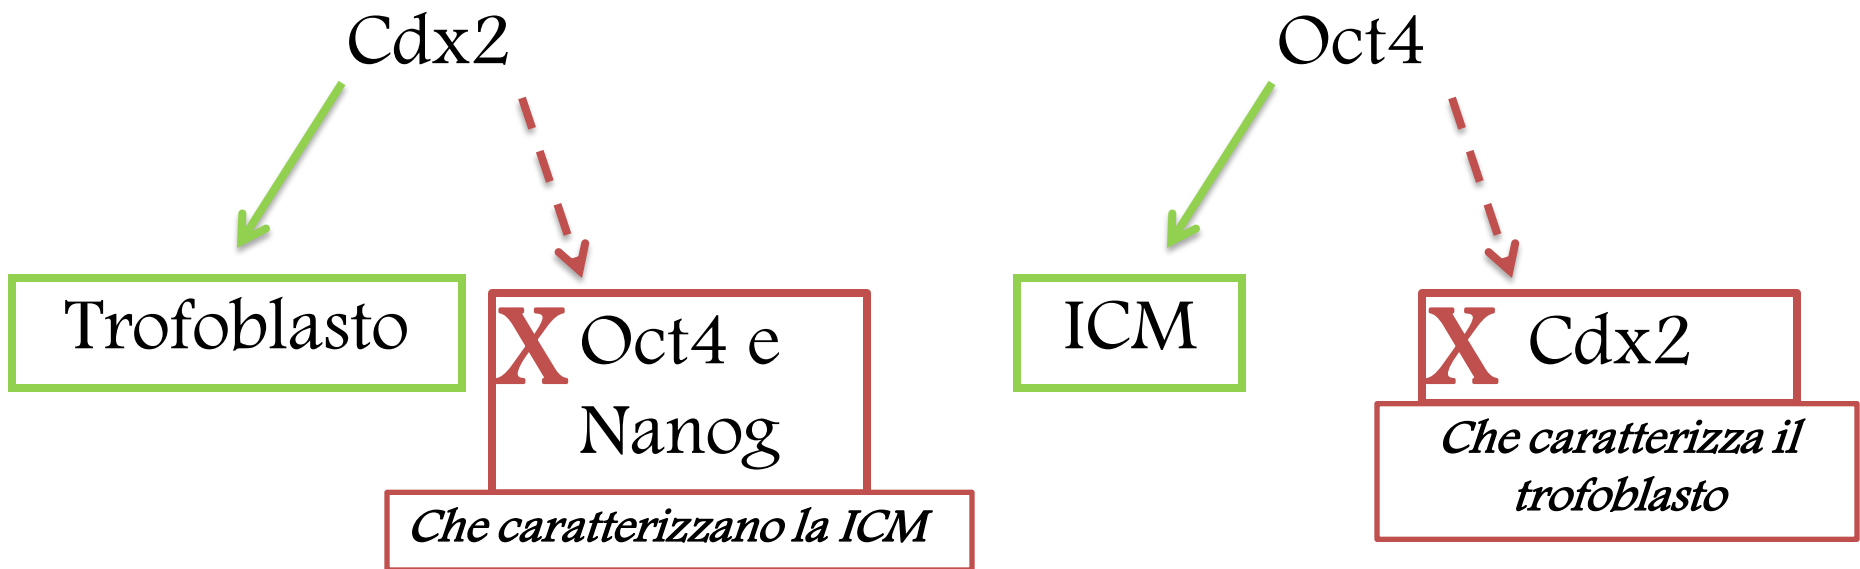 Cdx2
Trofoblasto
X Oct4 e
Nanog
Che caratterizzano la ICM
Oct4
ICM
X Cdx2
Che caratterizza il
trofoblasto